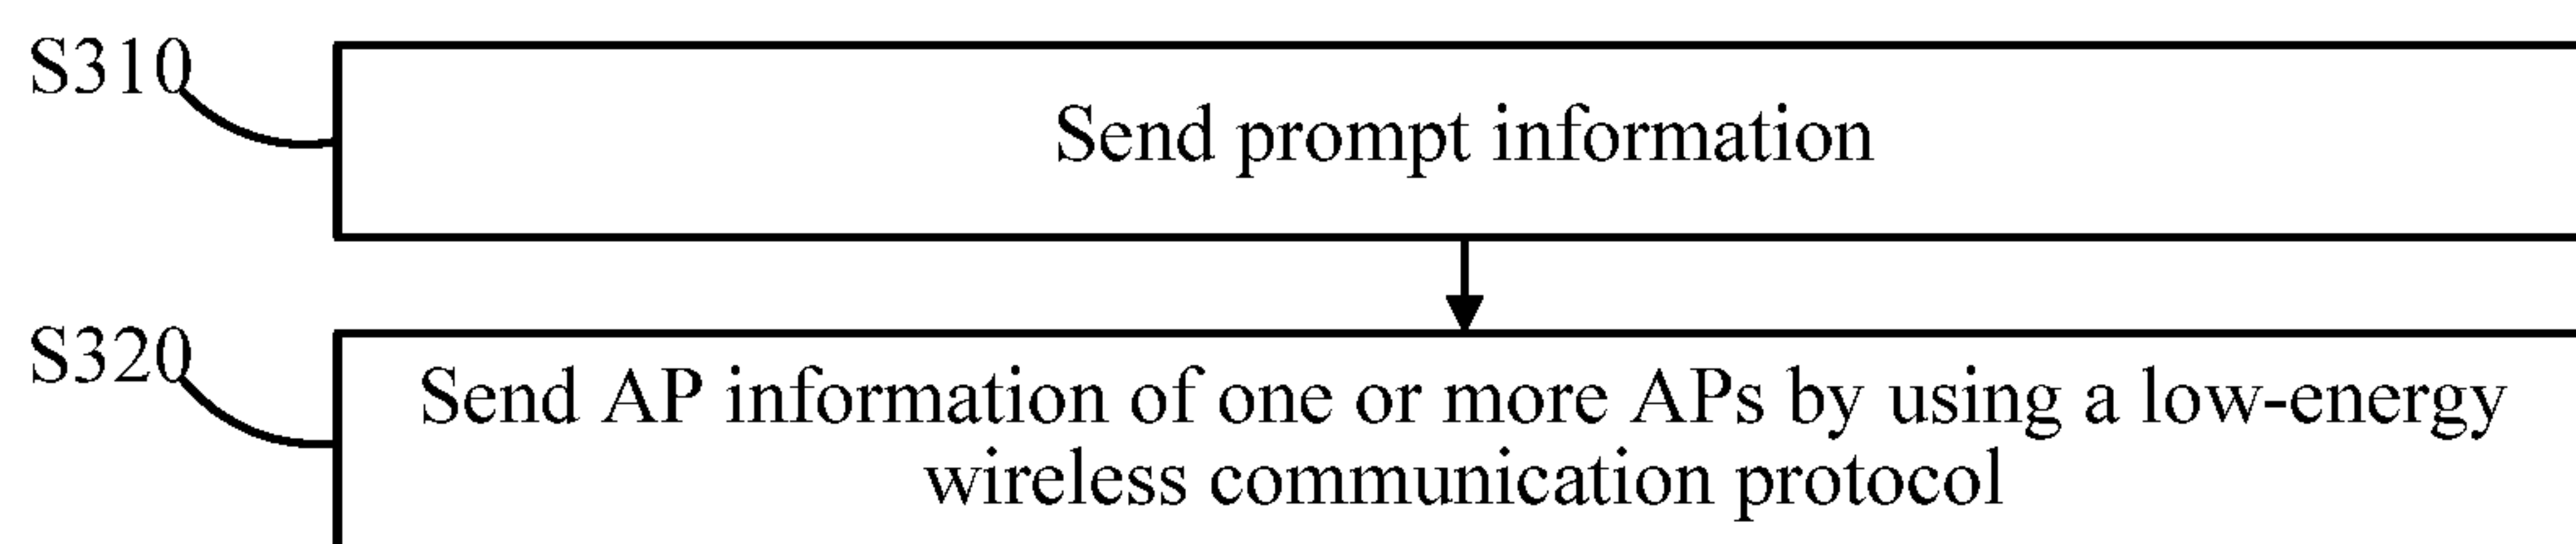 S310
Send prompt information
S320
Send AP information of one or more APs by using a low-energy
wireless communication protocol